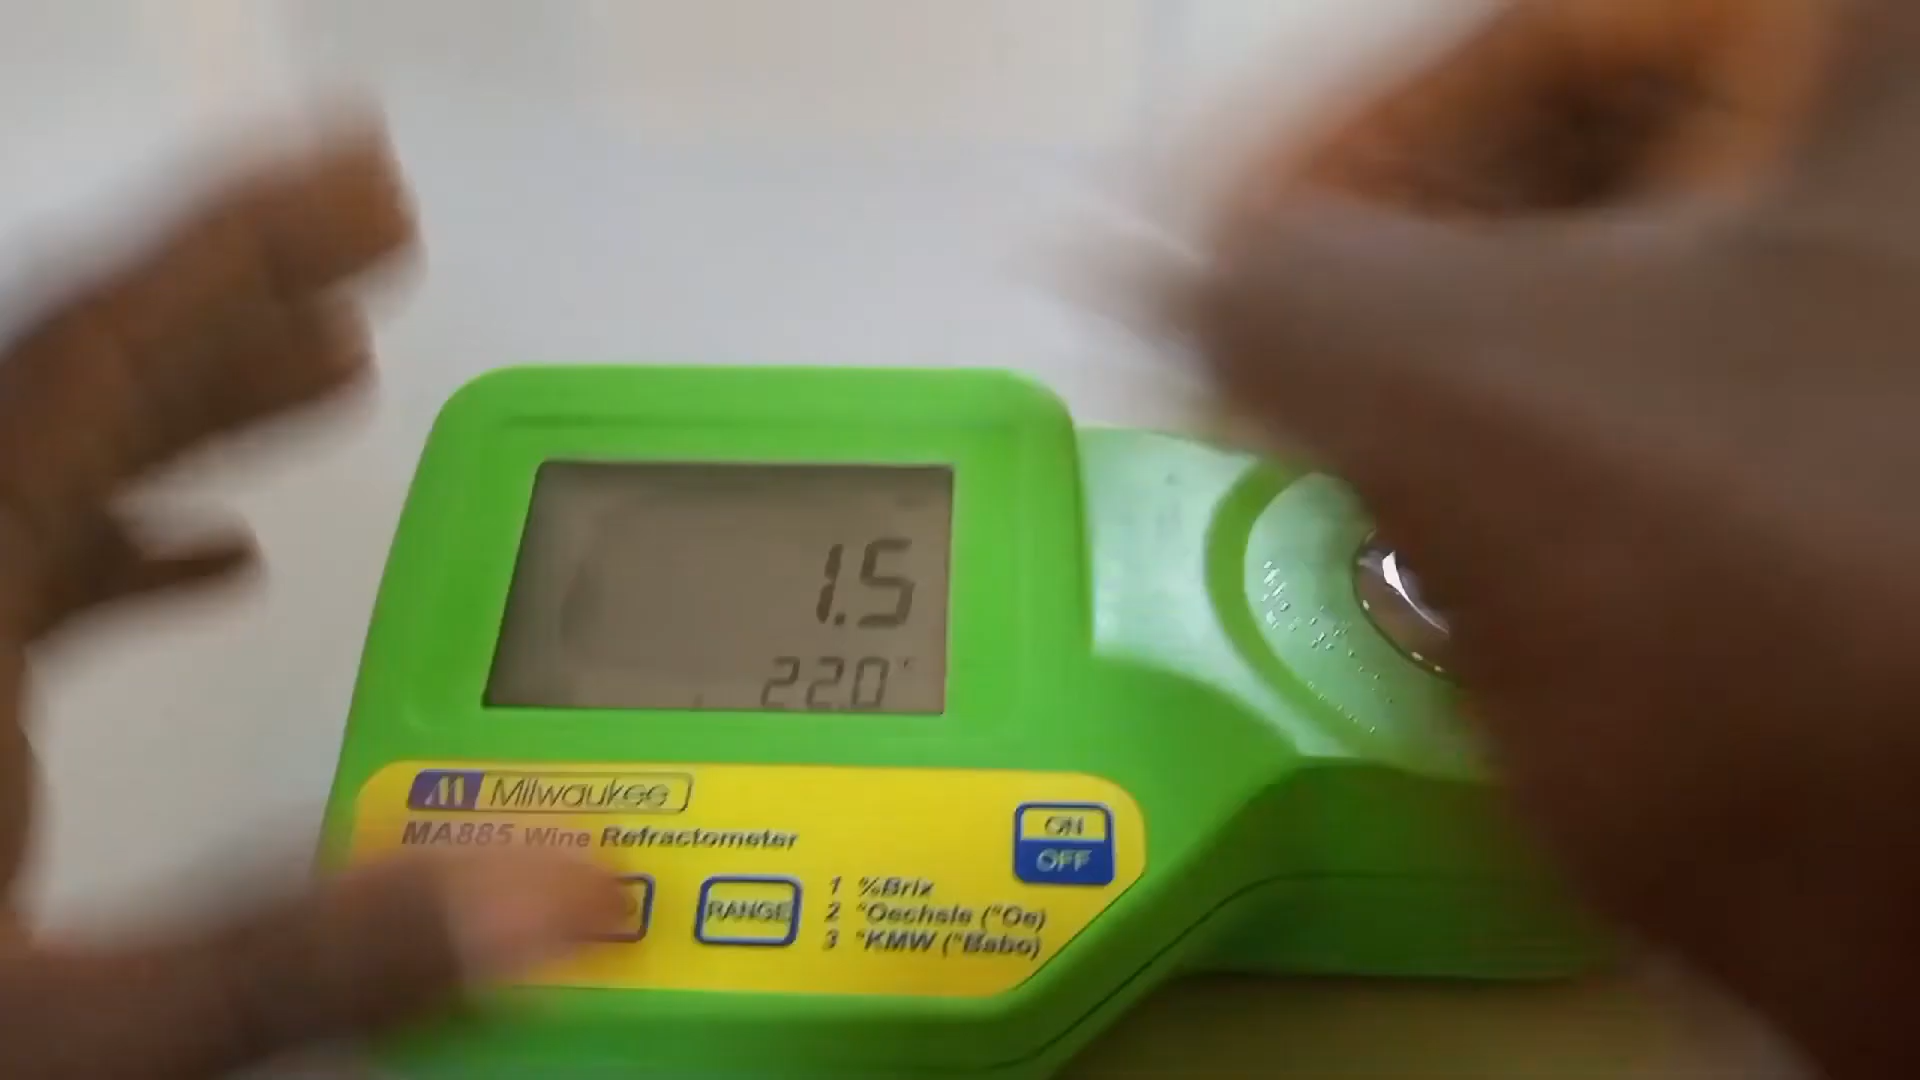 1.5
22.0°
Milwaukee
MA885 Wine Refractometer
ON
OFF
RANGE
1 %Brix
2 °Oechsle (°Oe)
3 °KMW (°Babo)